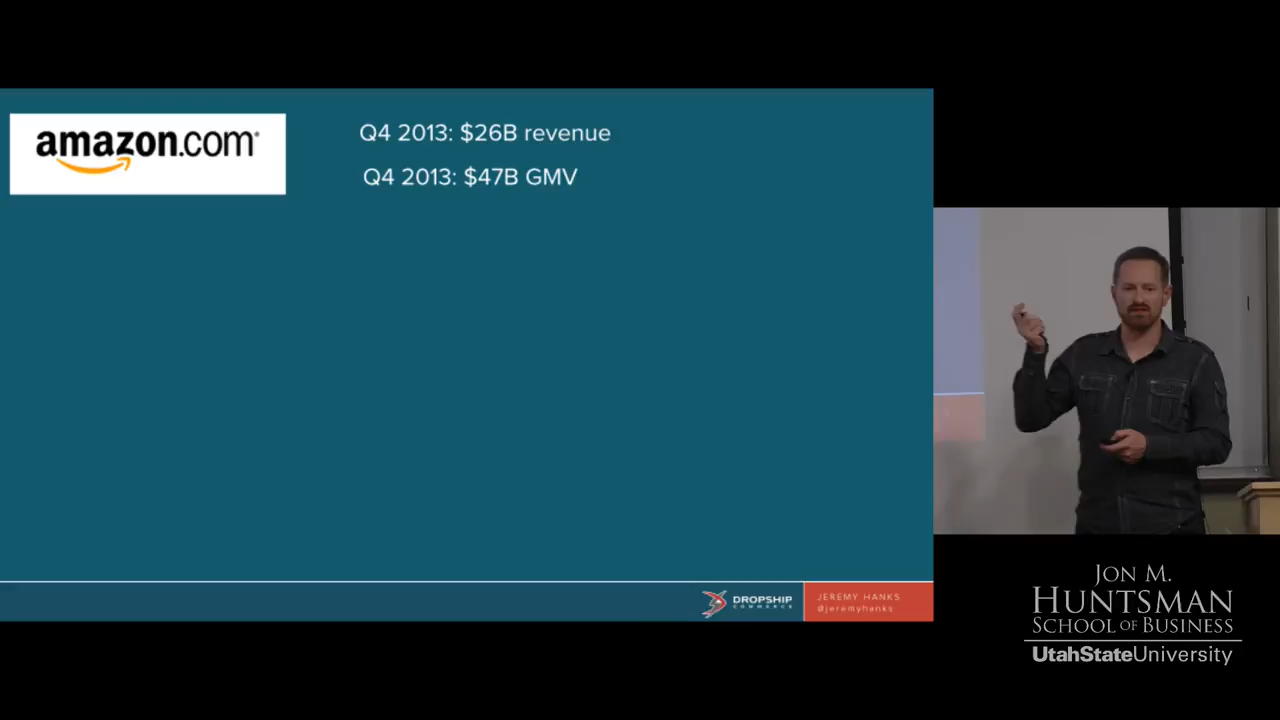 amazon.com
Q4 2013: $26B revenue
Q4 2013: $47B GMV
DROPSHIP
COMMERCE
JEREMY HANKS
@jeremyhanks
JON M.
HUNTSMAN
SCHOOL OF BUSINESS
UtahStateUniversity